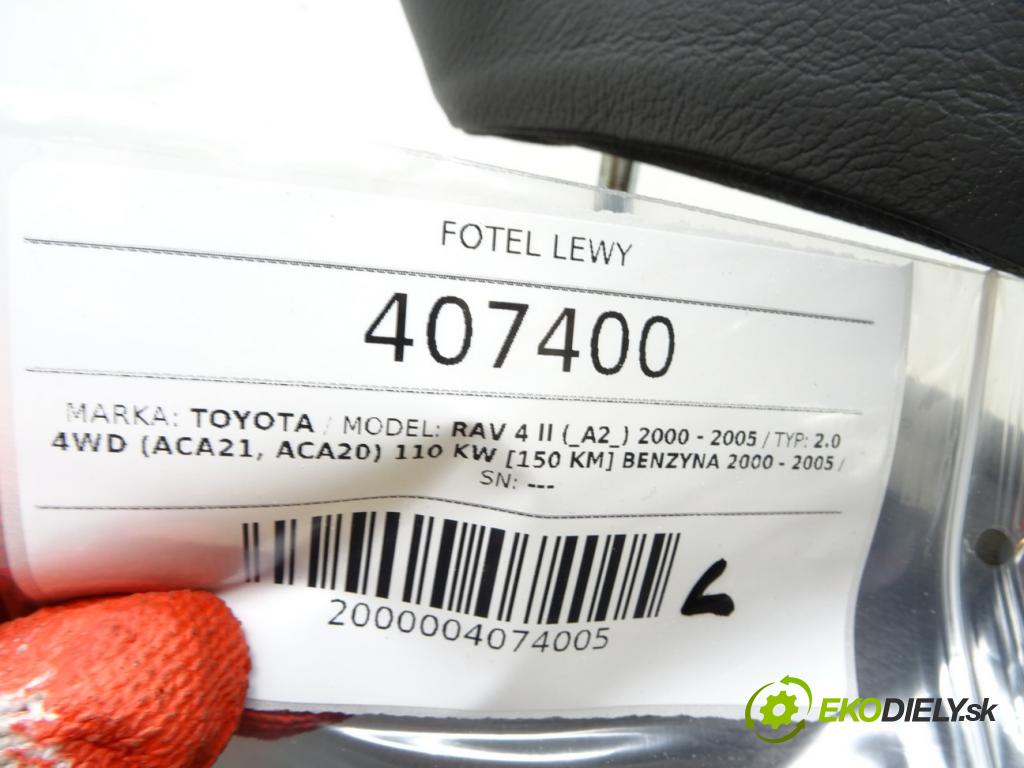 FOTEL LEWY
407400
MARKA: TOYOTA / MODEL: RAV 4 II (_A2_) 2000 - 2005 / TYP: 2.0
4WD (ACA21, ACA20) 110 KW [150 KM] BENZYNA 2000 - 2005 /
SN: ---
2000004074005
L
EKODIELY.sk